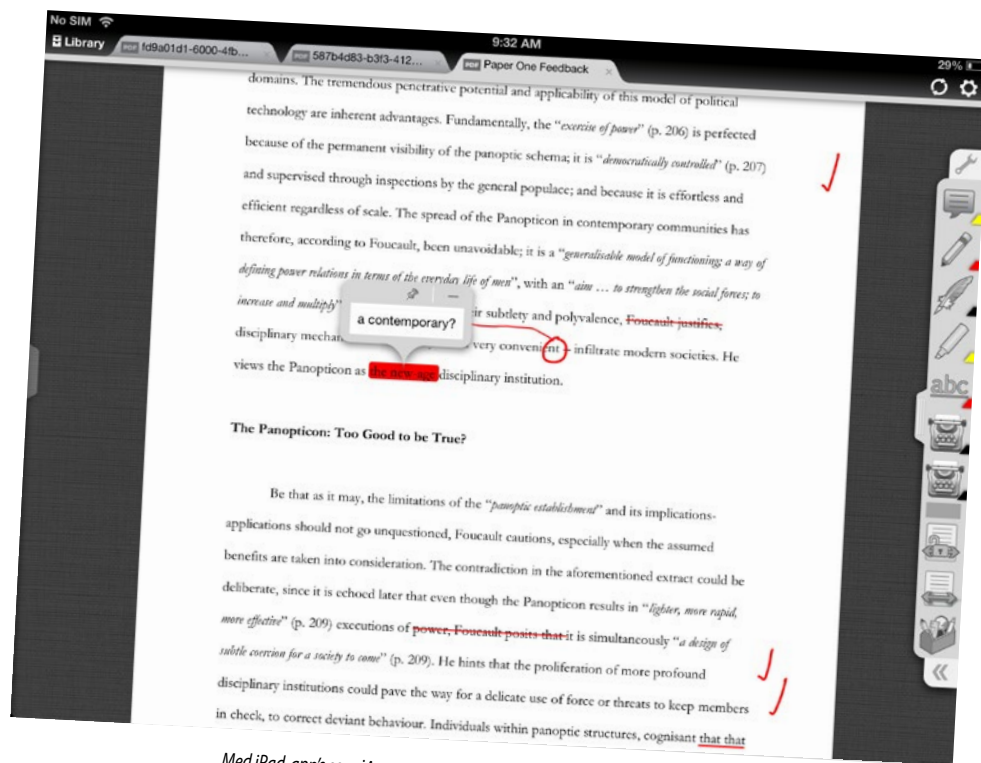 No SIM
9:32 AM
29%
Library
PDF fd9a01d1-6000-4fb...
PDF 587b4d83-b3f3-412...
PDF Paper One Feedback
domains. The tremendous penetrative potential and applicability of this model of political
technology are inherent advantages. Fundamentally, the “exercise of power” (p. 206) is perfected
because of the permanent visibility of the panoptic schema; it is “democratically controlled” (p. 207)
and supervised through inspections by the general populace; and because it is effortless and
efficient regardless of scale. The spread of the Panopticon in contemporary communities has
therefore, according to Foucault, been unavoidable; it is a “generalisable model of functioning; a way of
defining power relations in terms of the everyday life of men”, with an “aim … to strengthen the social forces; to
increase and multiply” ir subtlety and polyvalence, Foucault justifies,
a contemporary?
disciplinary mechan very convenient – infiltrate modern societies. He
views the Panopticon as the new-age disciplinary institution.
The Panopticon: Too Good to be True?
Be that as it may, the limitations of the “panoptic establishment” and its implications-
applications should not go unquestioned, Foucault cautions, especially when the assumed
benefits are taken into consideration. The contradiction in the aforementioned extract could be
deliberate, since it is echoed later that even though the Panopticon results in “lighter, more rapid,
more effective” (p. 209) executions of power, Foucault posits that it is simultaneously “a design of
subtle coercion for a society to come” (p. 209). He hints that the proliferation of more profound
disciplinary institutions could pave the way for a delicate use of force or threats to keep members
in check, to correct deviant behaviour. Individuals within panoptic structures, cognisant that that
abc